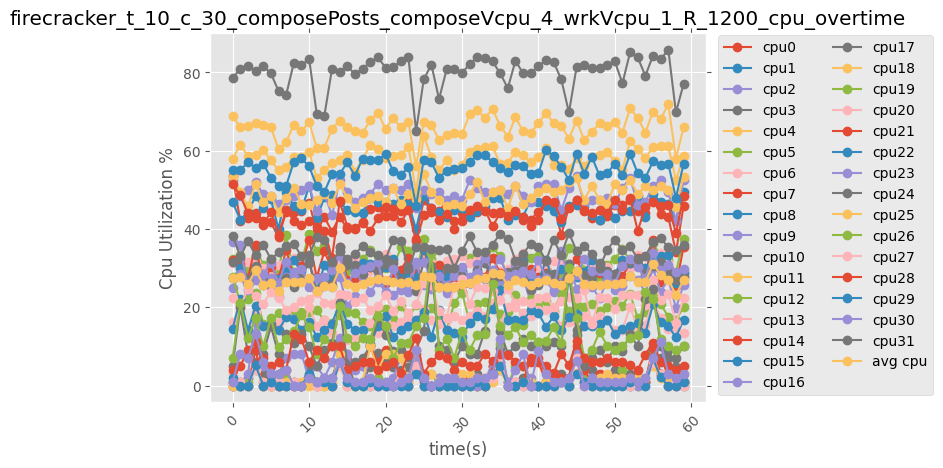 firecracker_t_10_c_30_composePosts_composeVcpu_4_wrkVcpu_1_R_1200_cpu_overtime
Cpu Utilization %
80
60
40
20
0
0
10
20
30
40
50
60
time(s)
cpu0
cpu1
cpu2
cpu3
cpu4
cpu5
cpu6
cpu7
cpu8
cpu9
cpu10
cpu11
cpu12
cpu13
cpu14
cpu15
cpu16
cpu17
cpu18
cpu19
cpu20
cpu21
cpu22
cpu23
cpu24
cpu25
cpu26
cpu27
cpu28
cpu29
cpu30
cpu31
avg cpu